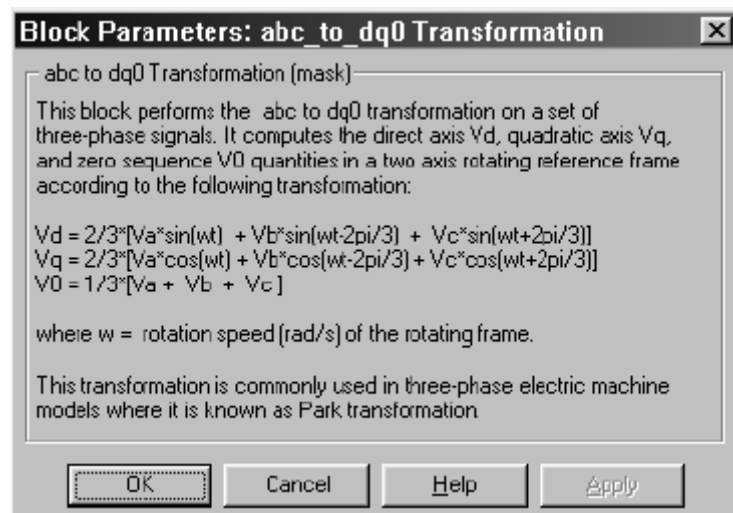 Block Parameters: abc_to_dq0 Transformation
abc to dq0 Transformation (mask)
This block performs the abc to dq0 transformation on a set of
three-phase signals. It computes the direct axis Vd, quadratic axis Vq,
and zero sequence V0 quantities in a two axis rotating reference frame
according to the following transformation:
Vd = 2/3*[Va*sin(wt) + Vb*sin(wt-2pi/3) + Vc*sin(wt+2pi/3)]
Vq = 2/3*[Va*cos(wt) + Vb*cos(wt-2pi/3) + Vc*cos(wt+2pi/3)]
V0 = 1/3*[Va + Vb + Vc]
where w = rotation speed (rad/s) of the rotating frame.
This transformation is commonly used in three-phase electric machine
models where it is known as Park transformation
OK Cancel Help Apply